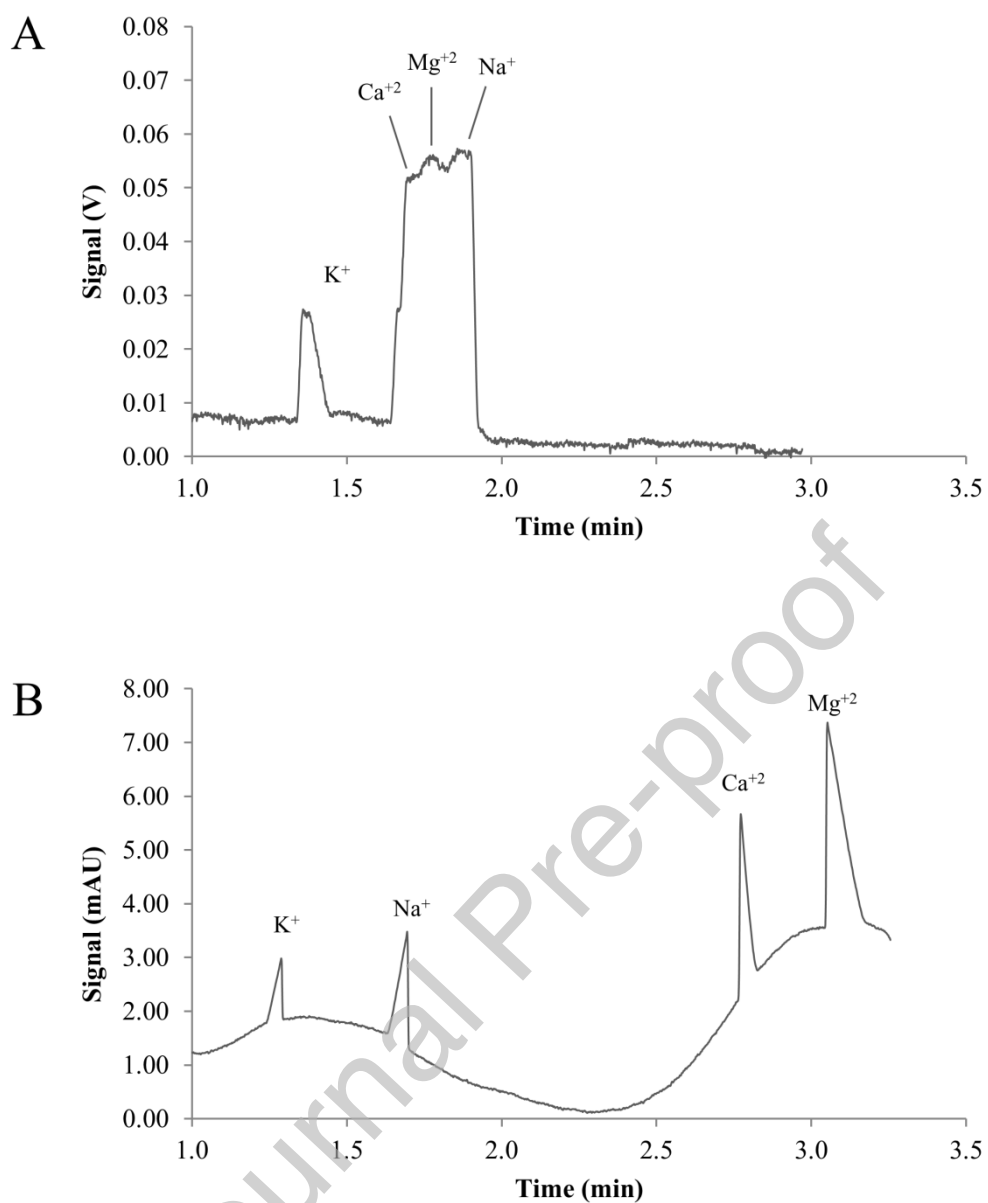 A
0.08
0.07
0.06
0.05
0.04
0.03
0.02
0.01
0.00
Signal (V)
K+
Ca+2
Mg+2
Na+
1.0 1.5 2.0 2.5 3.0 3.5
Time (min)
B
8.00
7.00
6.00
5.00
4.00
3.00
2.00
1.00
0.00
Signal (mAU)
K+
Na+
Ca+2
Mg+2
1.0 1.5 2.0 2.5 3.0 3.5
Time (min)
urnal Pre-proof